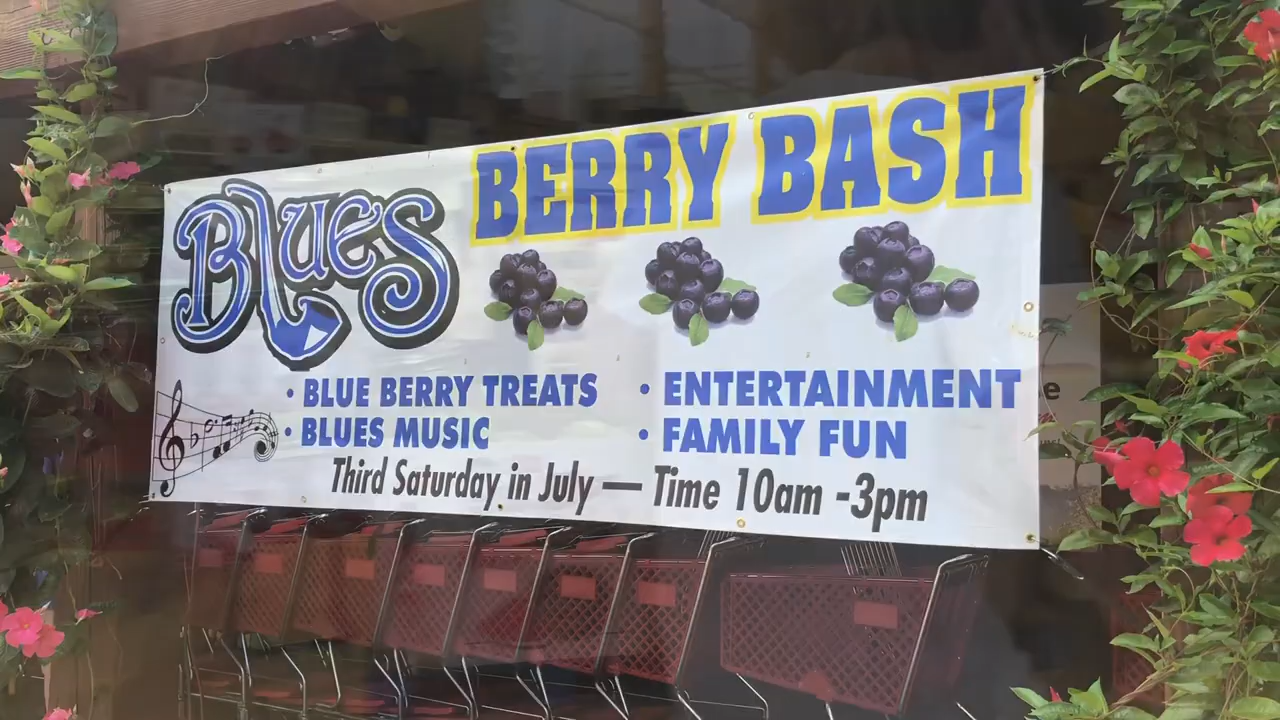 BLUES
BERRY BASH
• BLUE BERRY TREATS
• BLUES MUSIC
• ENTERTAINMENT
• FAMILY FUN
Third Saturday in July — Time 10am -3pm